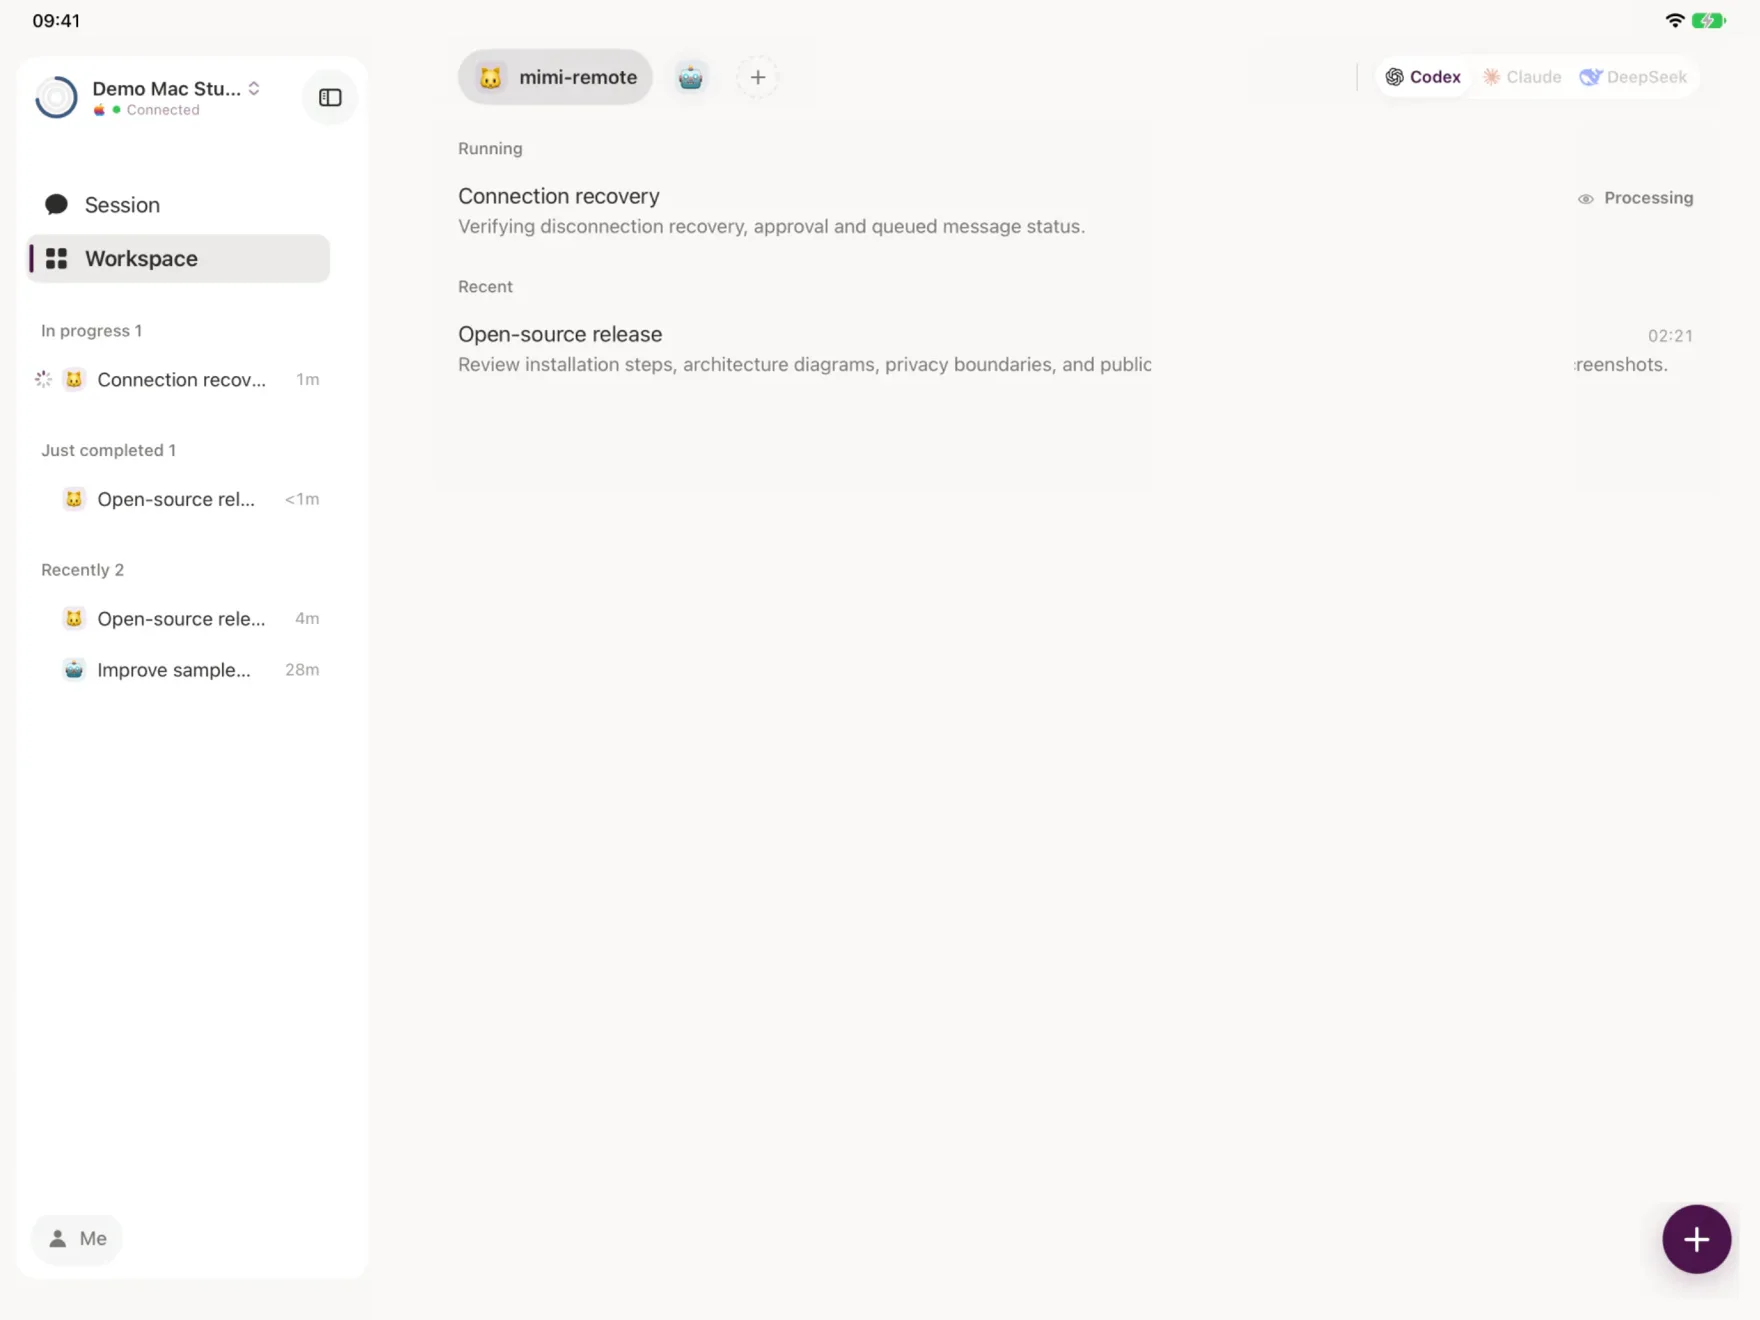 09:41
Demo Mac Stu...
Connected
Session
Workspace
In progress 1
Connection recov... 1m
Just completed 1
Open-source rel... <1m
Recently 2
Open-source rele... 4m
Improve sample... 28m
Me
mimi-remote
Codex Claude DeepSeek
Running
Connection recovery Processing
Verifying disconnection recovery, approval and queued message status.
Recent
Open-source release 02:21
Review installation steps, architecture diagrams, privacy boundaries, and public reenshots.